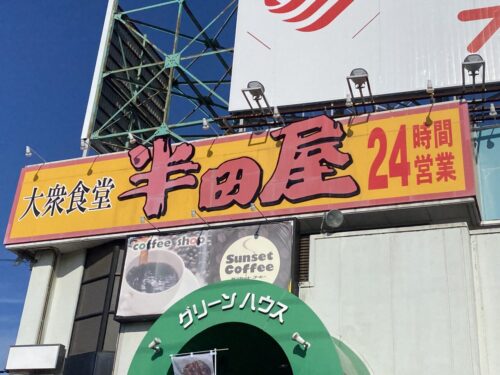 大衆食堂 半田屋 24時間営業
coffee shop
Sunset
Coffee
グリーンハウス